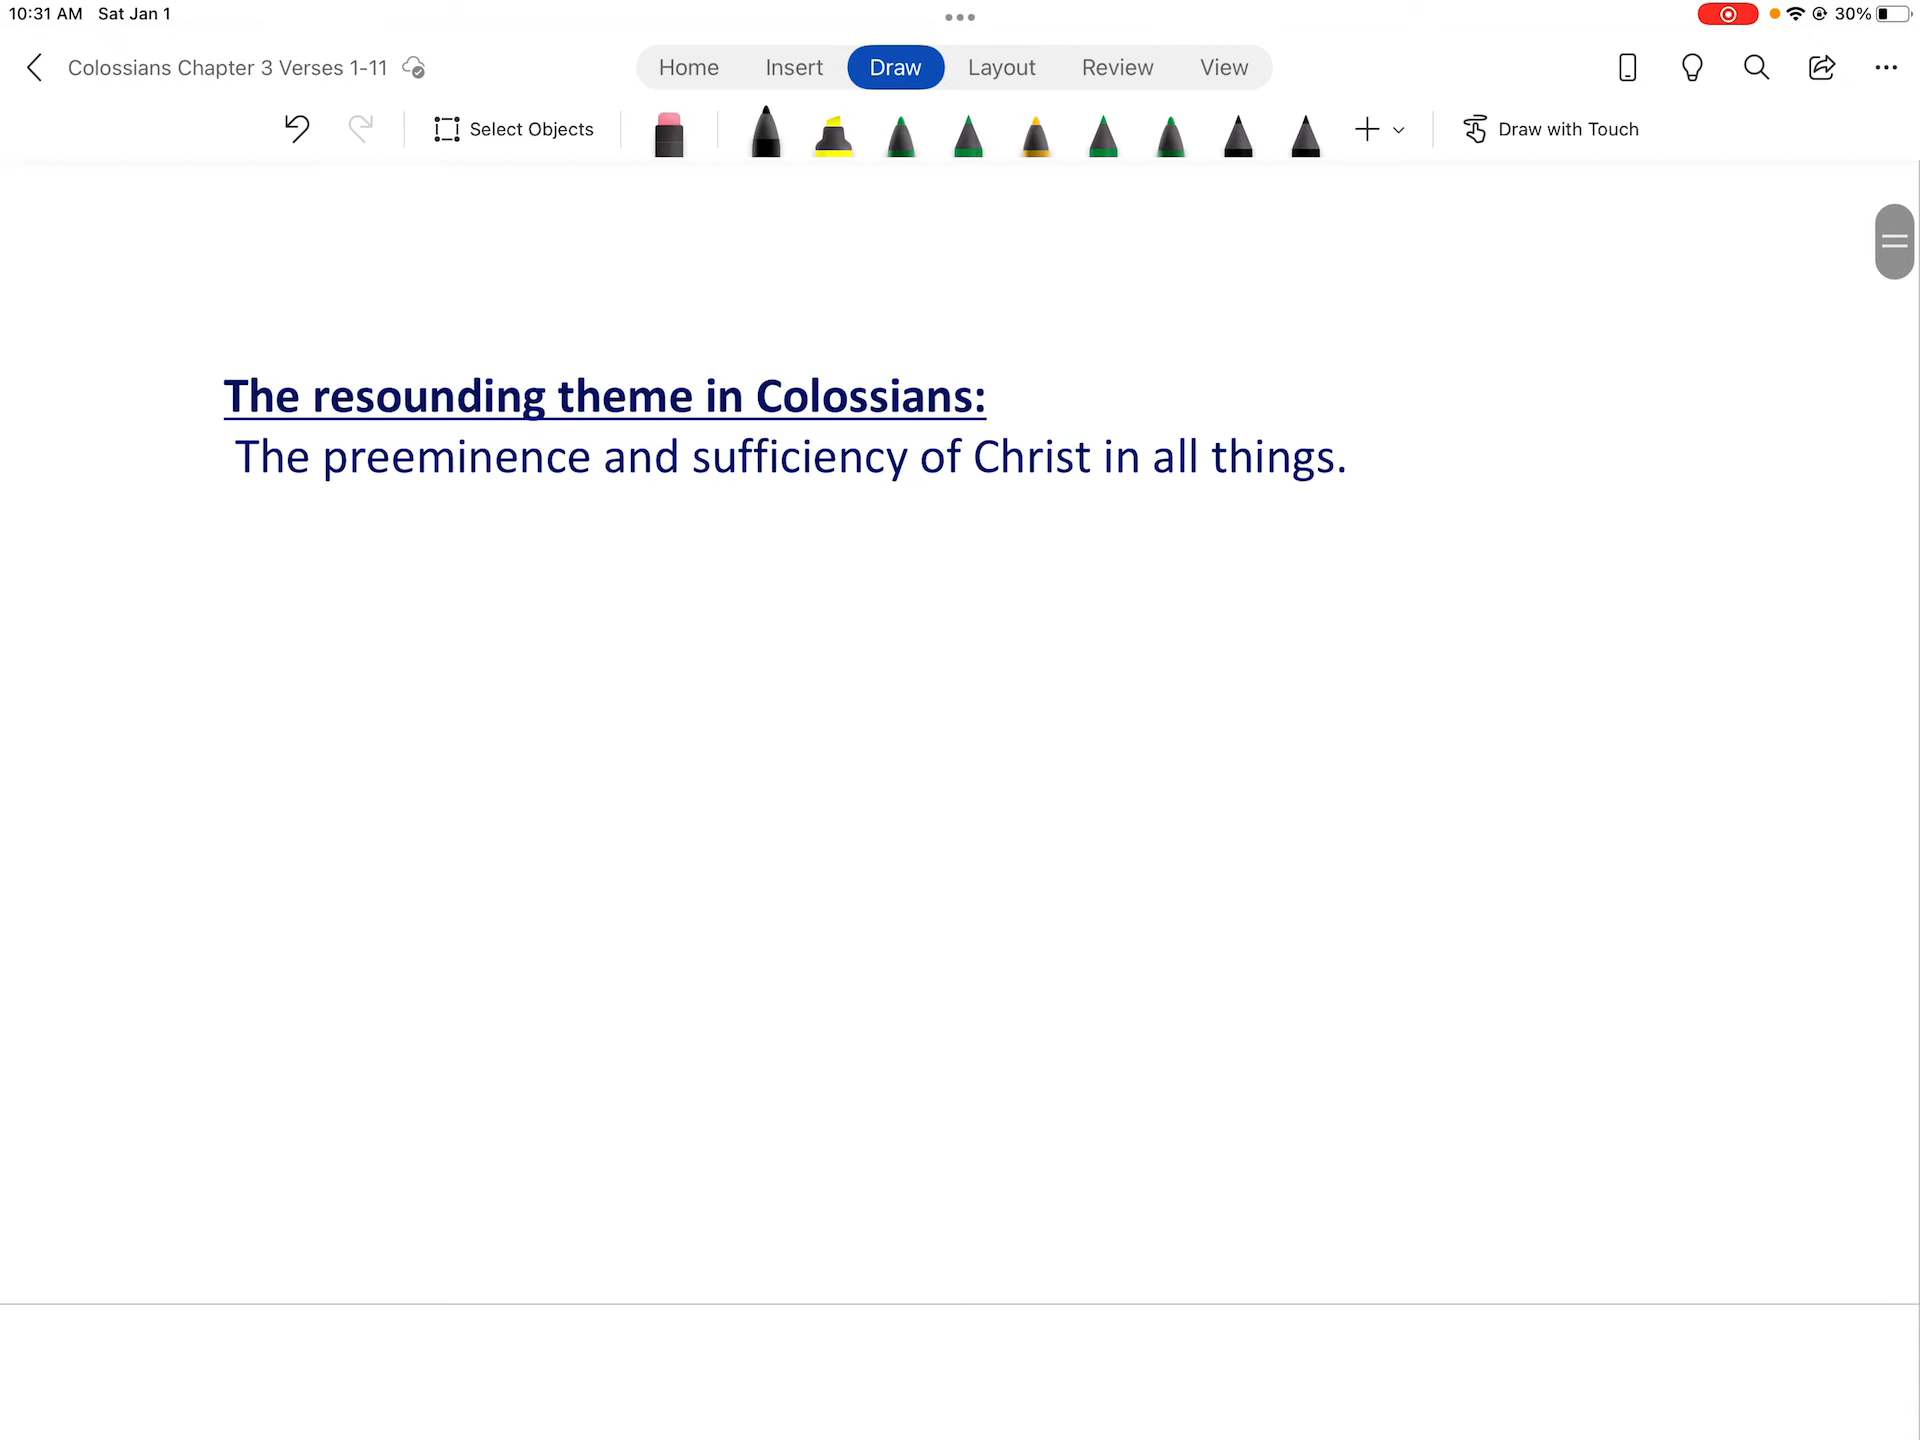 10:31 AM Sat Jan 1
30%
Colossians Chapter 3 Verses 1-11
Home Insert Draw Layout Review View
Select Objects
Draw with Touch
The resounding theme in Colossians:
The preeminence and sufficiency of Christ in all things.